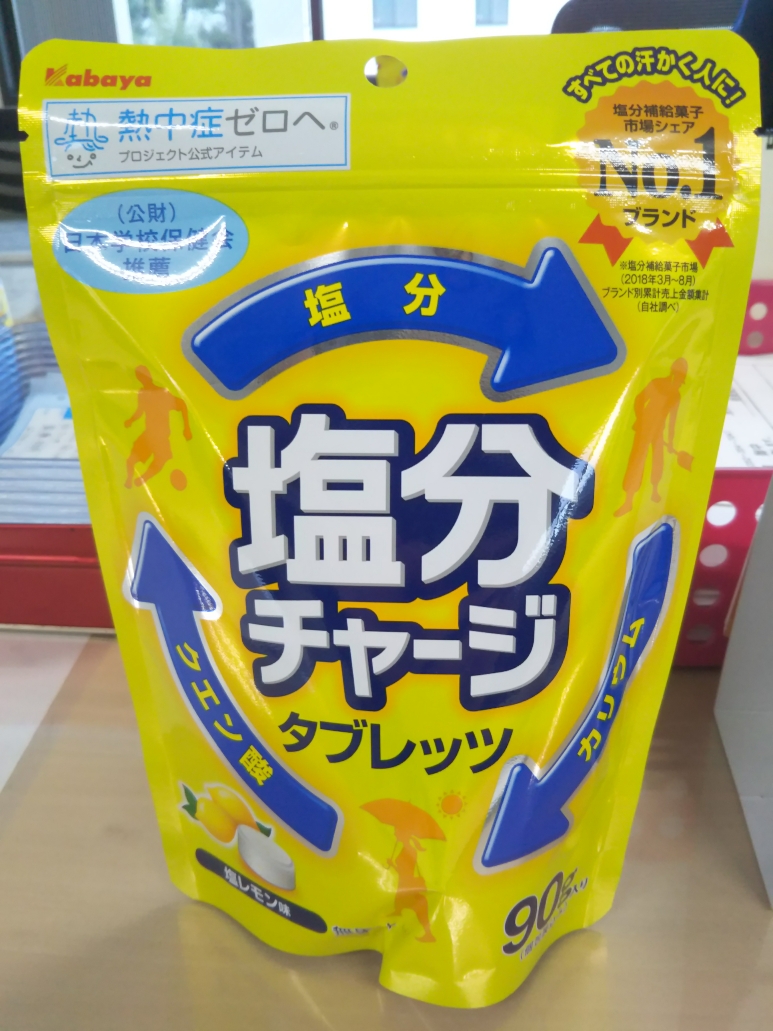 Kabaya
熱中症ゼロへ®
プロジェクト公式アイテム
すべての汗かく人に!
塩分補給菓子
市場シェア
No.1
ブランド
※塩分補給菓子市場
(2018年3月~8月)
ブランド別累計売上金額集計
(自社調べ)
(公財)
日本学校保健会
推薦
塩分
塩分
チャージ
タブレッツ
カリウム
クエン酸
塩レモン味
90g